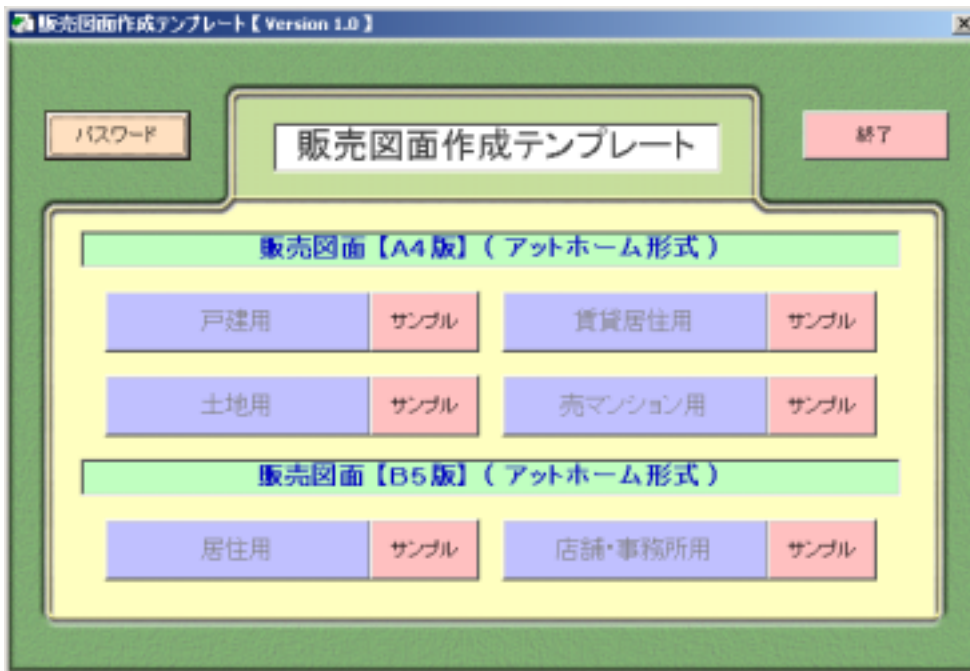 販売図面作成テンプレート【 Version 1.0 】
パスワード
販売図面作成テンプレート
終了
販売図面【A4版】( アットホーム形式 )
戸建用 サンプル 賃貸居住用 サンプル
土地用 サンプル 売マンション用 サンプル
販売図面【B5版】( アットホーム形式 )
居住用 サンプル 店舗・事務所用 サンプル